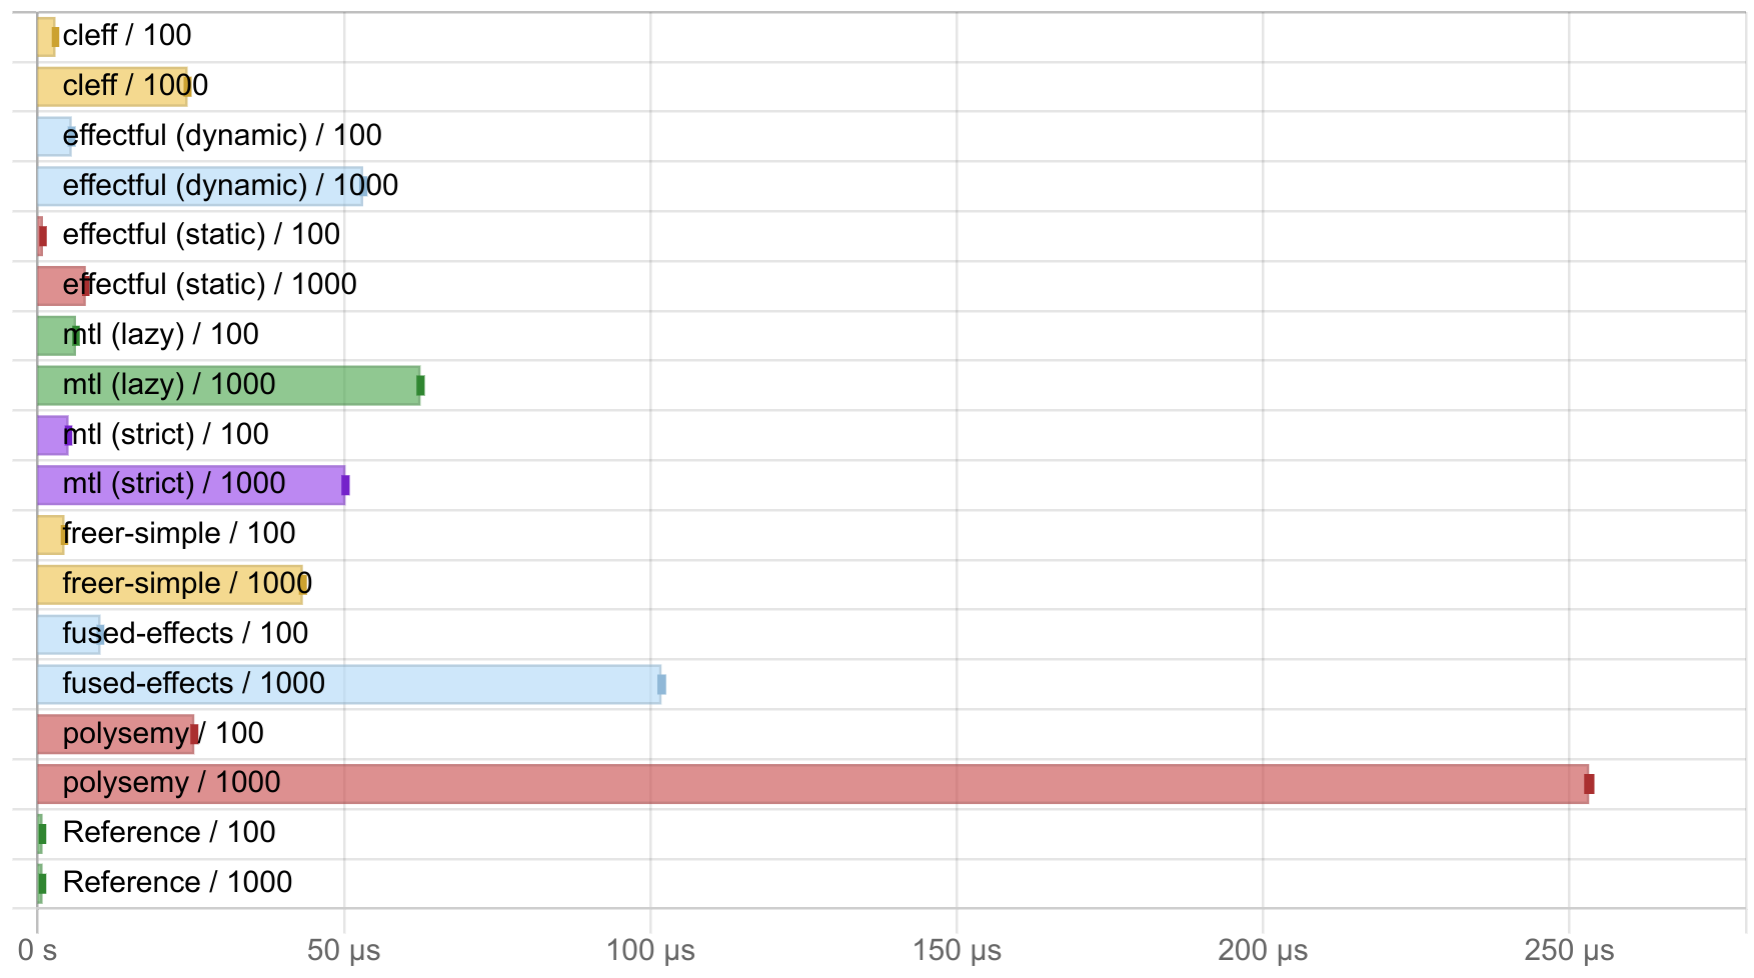 cleff / 100
cleff / 1000
effectful (dynamic) / 100
effectful (dynamic) / 1000
effectful (static) / 100
effectful (static) / 1000
mtl (lazy) / 100
mtl (lazy) / 1000
mtl (strict) / 100
mtl (strict) / 1000
freer-simple / 100
freer-simple / 1000
fused-effects / 100
fused-effects / 1000
polysemy / 100
polysemy / 1000
Reference / 100
Reference / 1000
0 s 50 μs 100 μs 150 μs 200 μs 250 μs